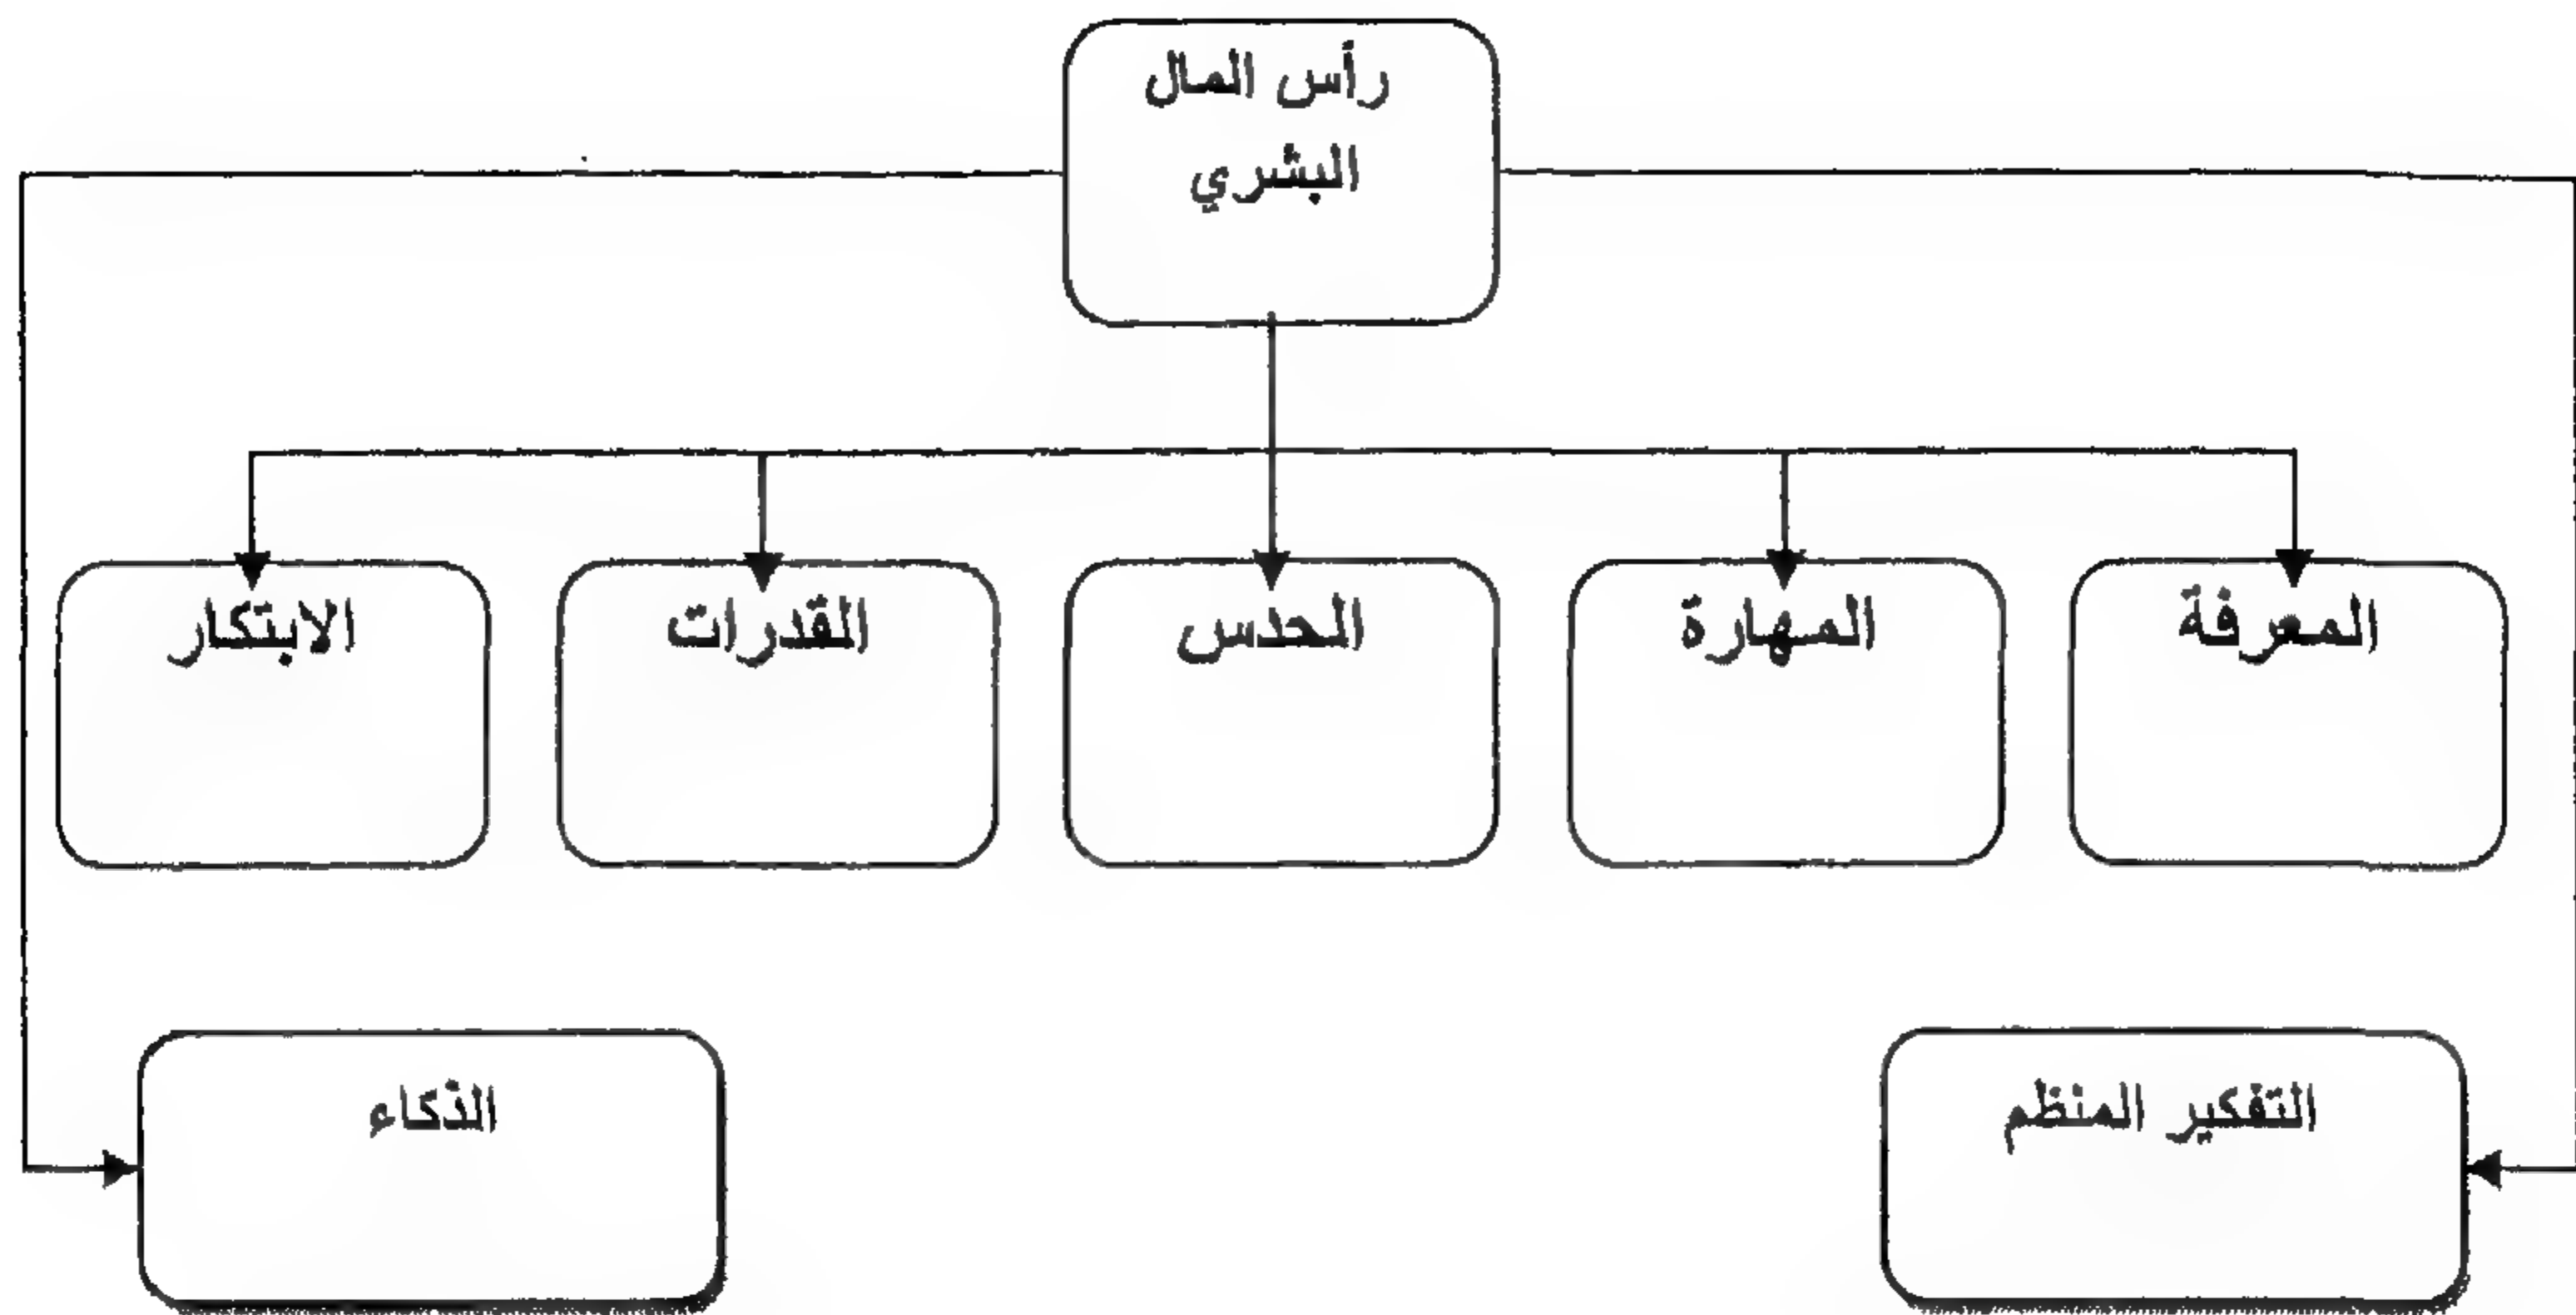 رأس المال
البشري
المعرفة
المهارة
الحدس
القدرات
الابتكار
التفكير المنظم
الذكاء